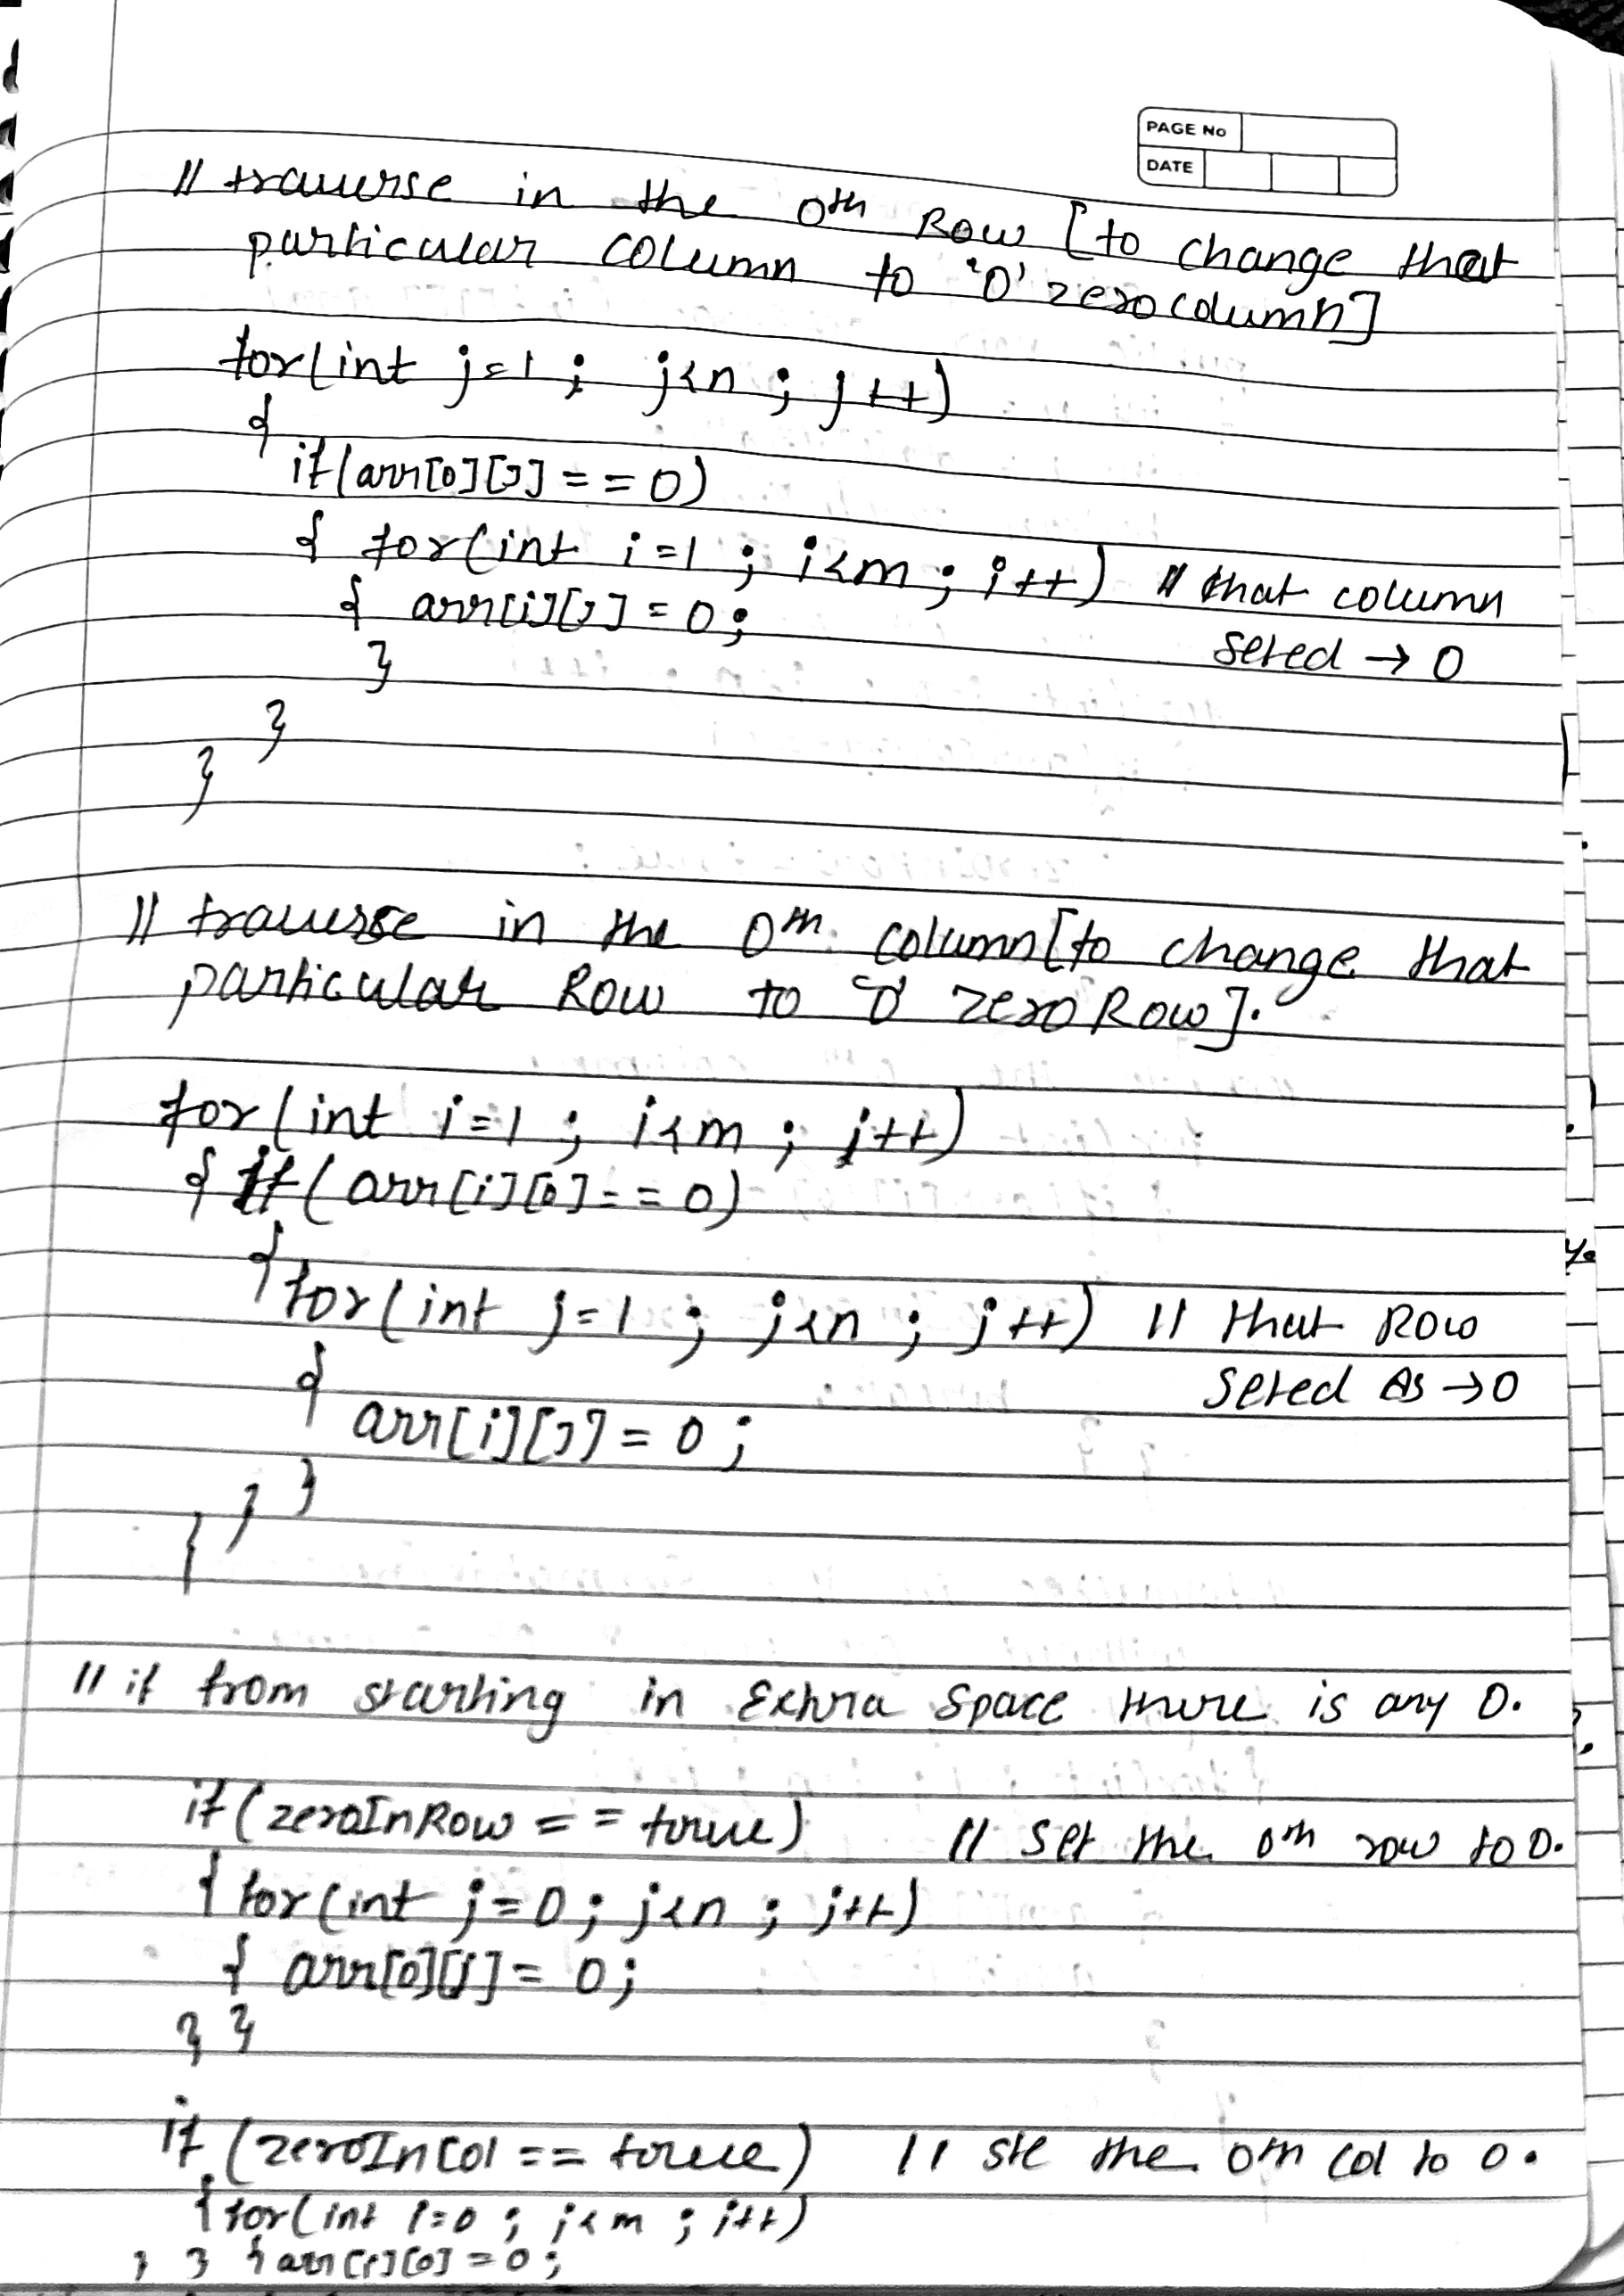 PAGE No
DATE
// traverse in the 0th Row [to change that
particular column to '0' zero column]
for(int j=1 ; j<n ; j++)
{
if(arr[0][j] == 0)
{ for(int i=1 ; i<m ; i++) // that column
{ arr[i][j] = 0; seted → 0
}
}
}
// traverse in the 0th column [to change that
particular Row to '0' zero Row].
for(int i=1 ; i<m ; i++)
{ if(arr[i][0] == 0)
{
for(int j=1 ; j<n ; j++) // that Row
{ seted As → 0
arr[i][j] = 0 ;
}
}
}
// if from starting in Extra Space there is any 0.
if(zeroInRow == true) // set the 0th row to 0.
{ for(int j=0 ; j<n ; j++)
{ arr[0][j] = 0;
} }
if (zeroInCol == true) // ste the 0th col to 0.
{ for(int i=0 ; i<m ; i++)
} } { arr[i][0] = 0 ;